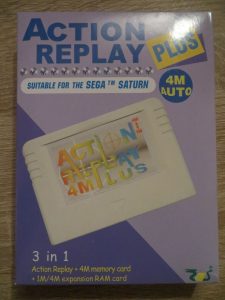 ACTION
REPLAY
PLUS
SUITABLE FOR THE SEGA™ SATURN
4M
AUTO
ACTION
REPLAY
4M PLUS
3 in 1
Action Replay + 4M memory card
+ 1M/4M expansion RAM card